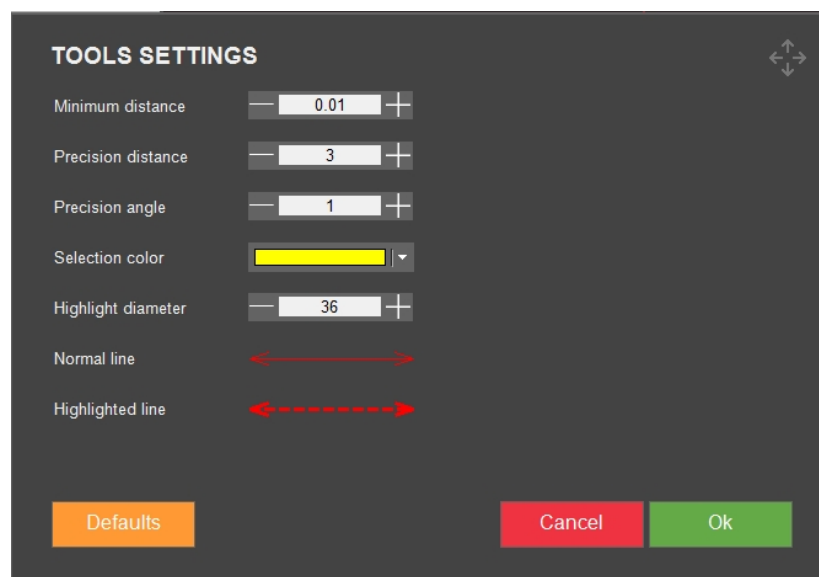 TOOLS SETTINGS
Minimum distance 0.01
Precision distance 3
Precision angle 1
Selection color
Highlight diameter 36
Normal line
Highlighted line
Defaults Cancel Ok